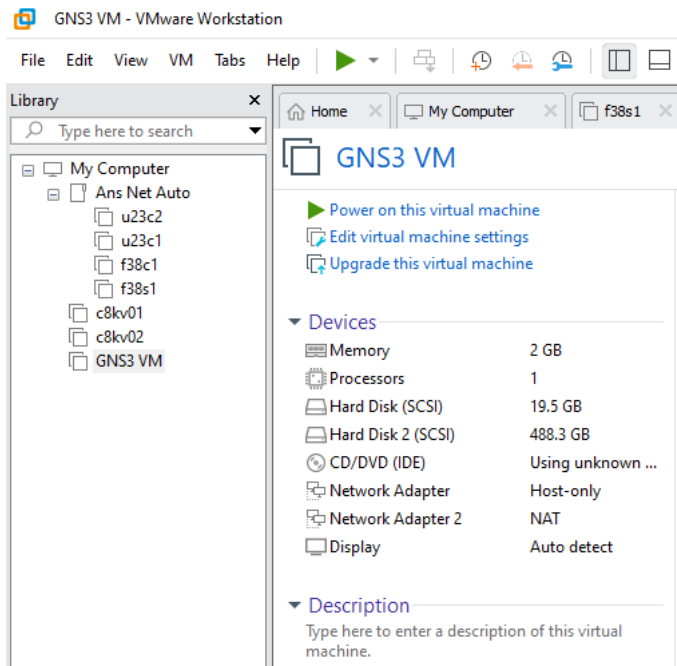 GNS3 VM - VMware Workstation
File Edit View VM Tabs Help
Library
Type here to search
My Computer
Ans Net Auto
u23c2
u23c1
f38c1
f38s1
c8kv01
c8kv02
GNS3 VM
Home My Computer f38s1
GNS3 VM
Power on this virtual machine
Edit virtual machine settings
Upgrade this virtual machine
Devices
Memory 2 GB
Processors 1
Hard Disk (SCSI) 19.5 GB
Hard Disk 2 (SCSI) 488.3 GB
CD/DVD (IDE) Using unknown ...
Network Adapter Host-only
Network Adapter 2 NAT
Display Auto detect
Description
Type here to enter a description of this virtual
machine.